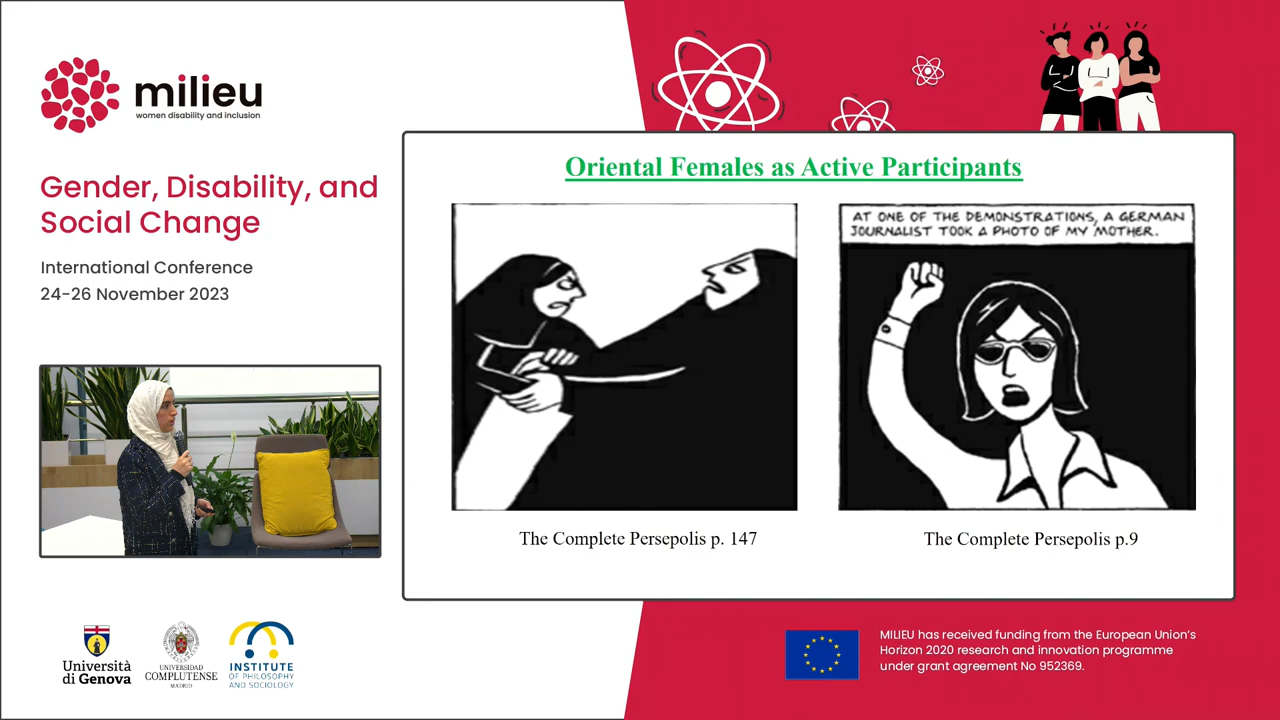 milieu
women disability and inclusion
Gender, Disability, and
Social Change
International Conference
24-26 November 2023
Oriental Females as Active Participants
AT ONE OF THE DEMONSTRATIONS, A GERMAN
JOURNALIST TOOK A PHOTO OF MY MOTHER.
The Complete Persepolis p. 147
The Complete Persepolis p.9
Università
di Genova
UNIVERSIDAD
COMPLUTENSE
MADRID
INSTITUTE
OF PHILOSOPHY
AND SOCIOLOGY
MILIEU has received funding from the European Union's
Horizon 2020 research and innovation programme
under grant agreement No 952369.